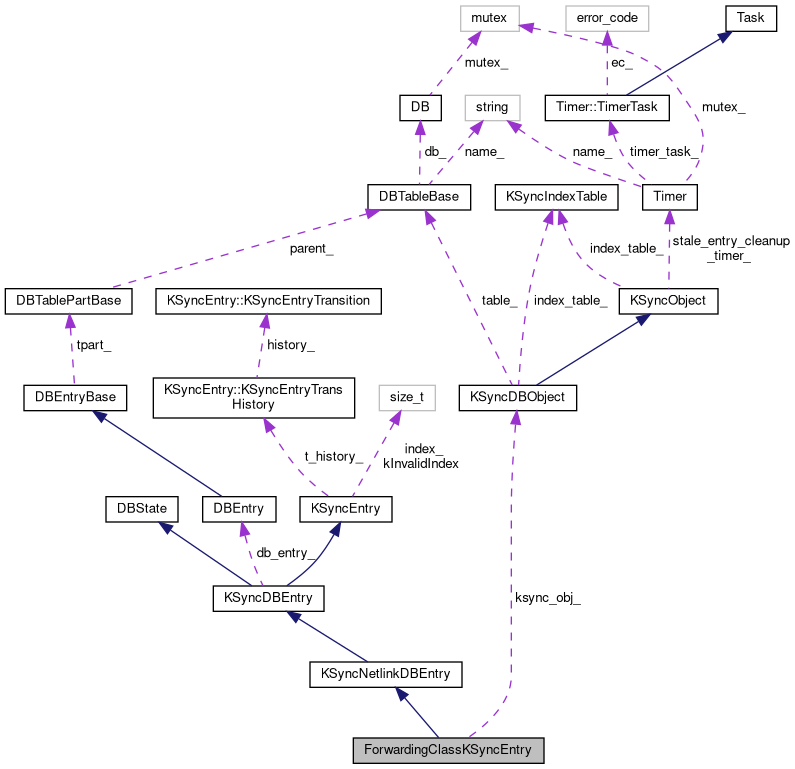 mutex
error_code
Task
mutex_
ec_
DB
string
Timer::TimerTask
mutex_
db_
name_
name_
timer_task_
DBTableBase
KSyncIndexTable
Timer
parent_
index_table_
stale_entry_cleanup
_timer_
DBTablePartBase
KSyncEntry::KSyncEntryTransition
table_
index_table_
KSyncObject
tpart_
history_
DBEntryBase
KSyncEntry::KSyncEntryTrans
History
size_t
KSyncDBObject
t_history_
index_
kInvalidIndex
DBState
DBEntry
KSyncEntry
db_entry_
KSyncDBEntry
ksync_obj_
KSyncNetlinkDBEntry
ForwardingClassKSyncEntry